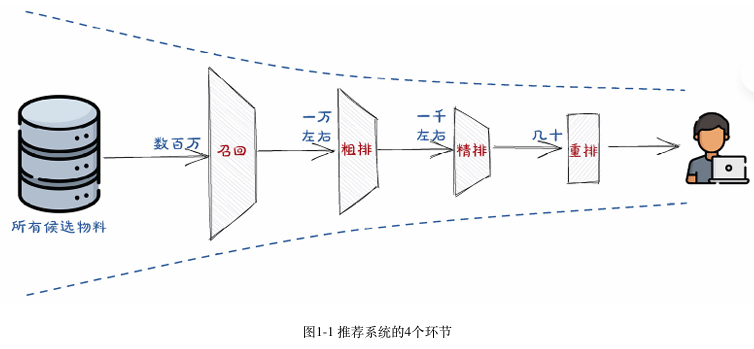 所有候选物料
数百万
召回
一万
左右
粗排
一千
左右
精排
几十
重排
图1-1 推荐系统的4个环节